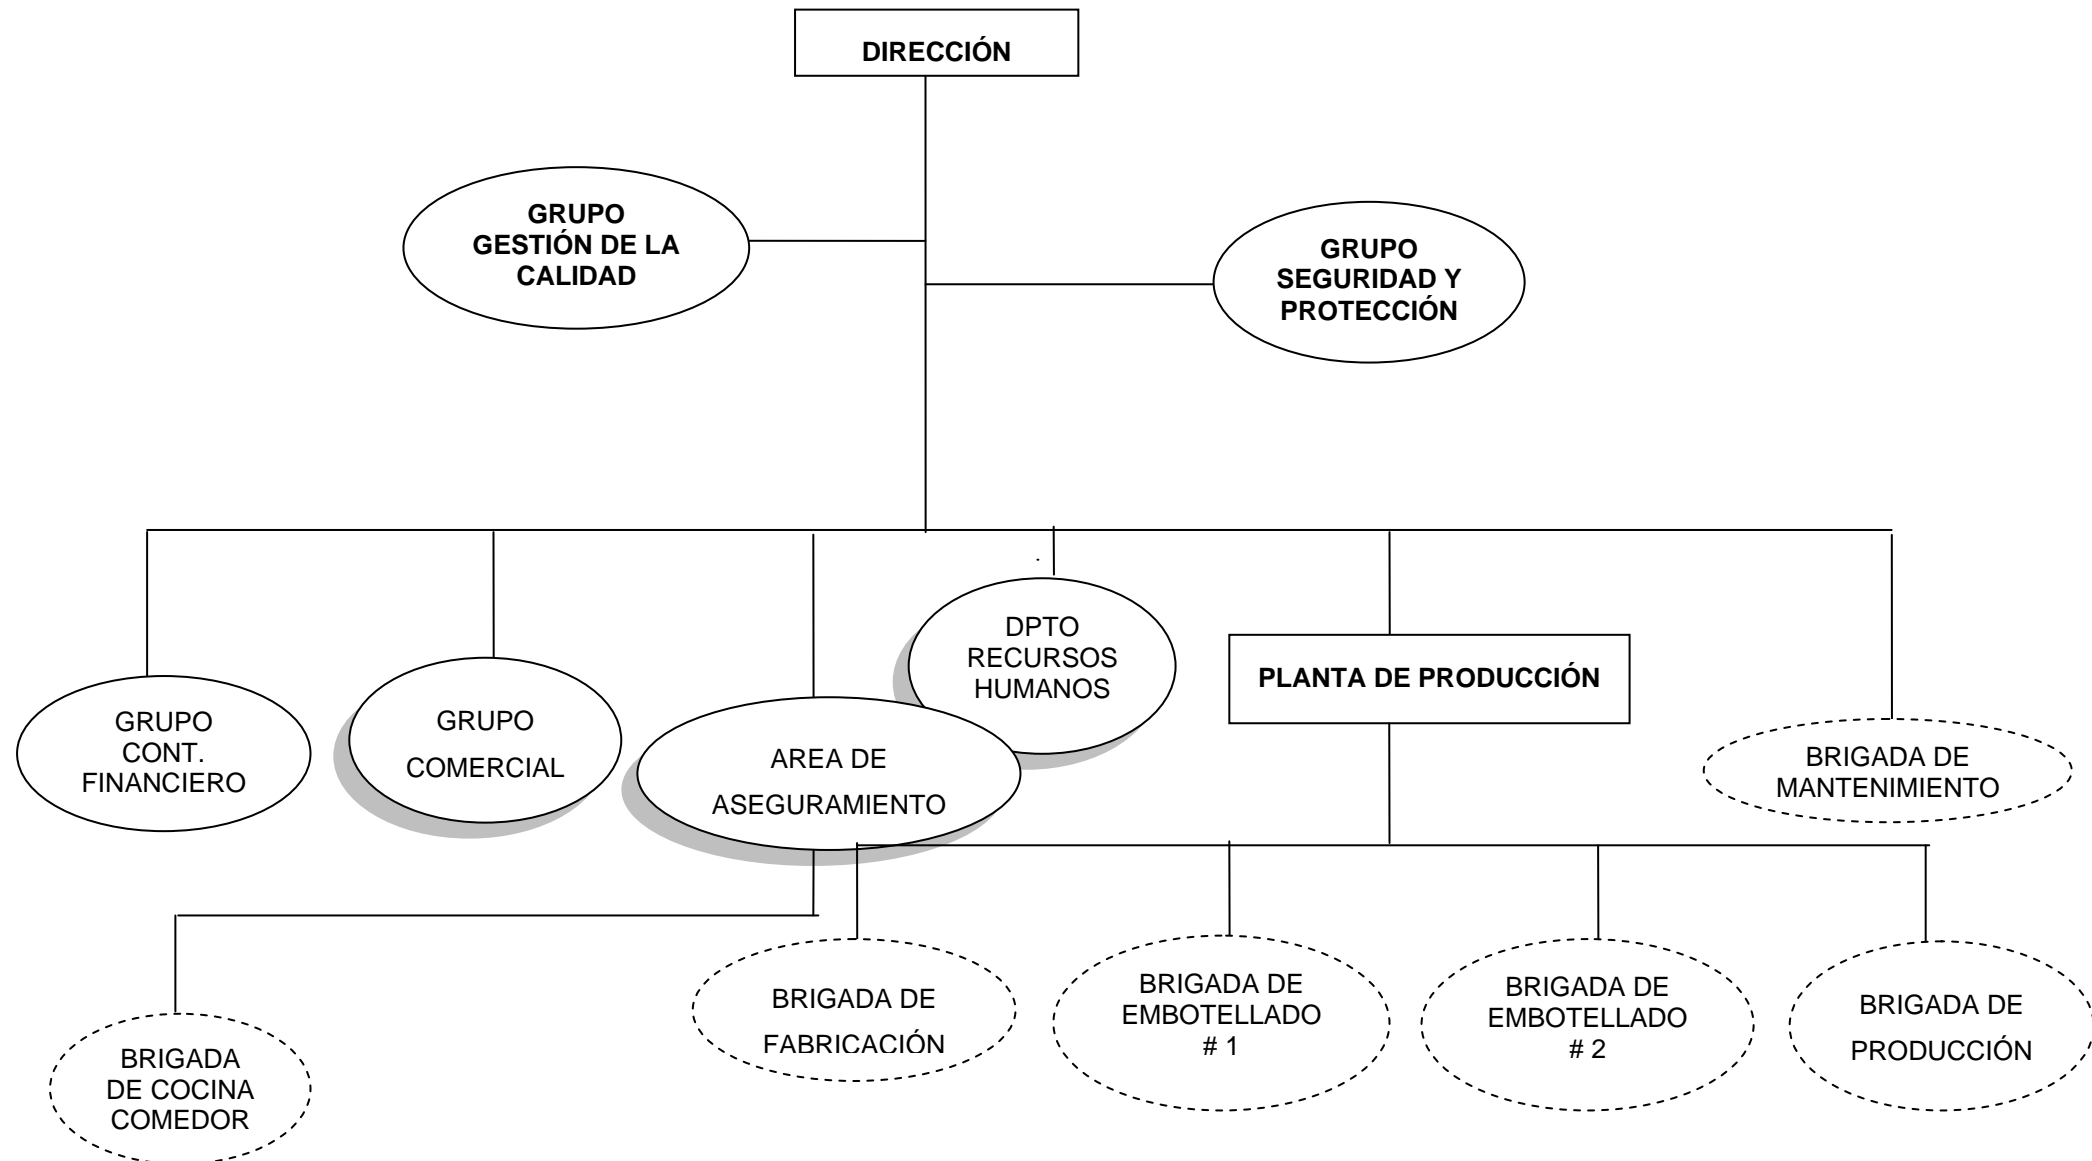 DIRECCIÓN
GRUPO
GESTIÓN DE LA
CALIDAD
GRUPO
SEGURIDAD Y
PROTECCIÓN
GRUPO
CONT.
FINANCIERO
GRUPO
COMERCIAL
AREA DE
ASEGURAMIENTO
DPTO
RECURSOS
HUMANOS
PLANTA DE PRODUCCIÓN
BRIGADA DE
MANTENIMIENTO
BRIGADA
DE COCINA
COMEDOR
BRIGADA DE
FABRICACIÓN
BRIGADA DE
EMBOTELLADO
# 1
BRIGADA DE
EMBOTELLADO
# 2
BRIGADA DE
PRODUCCIÓN